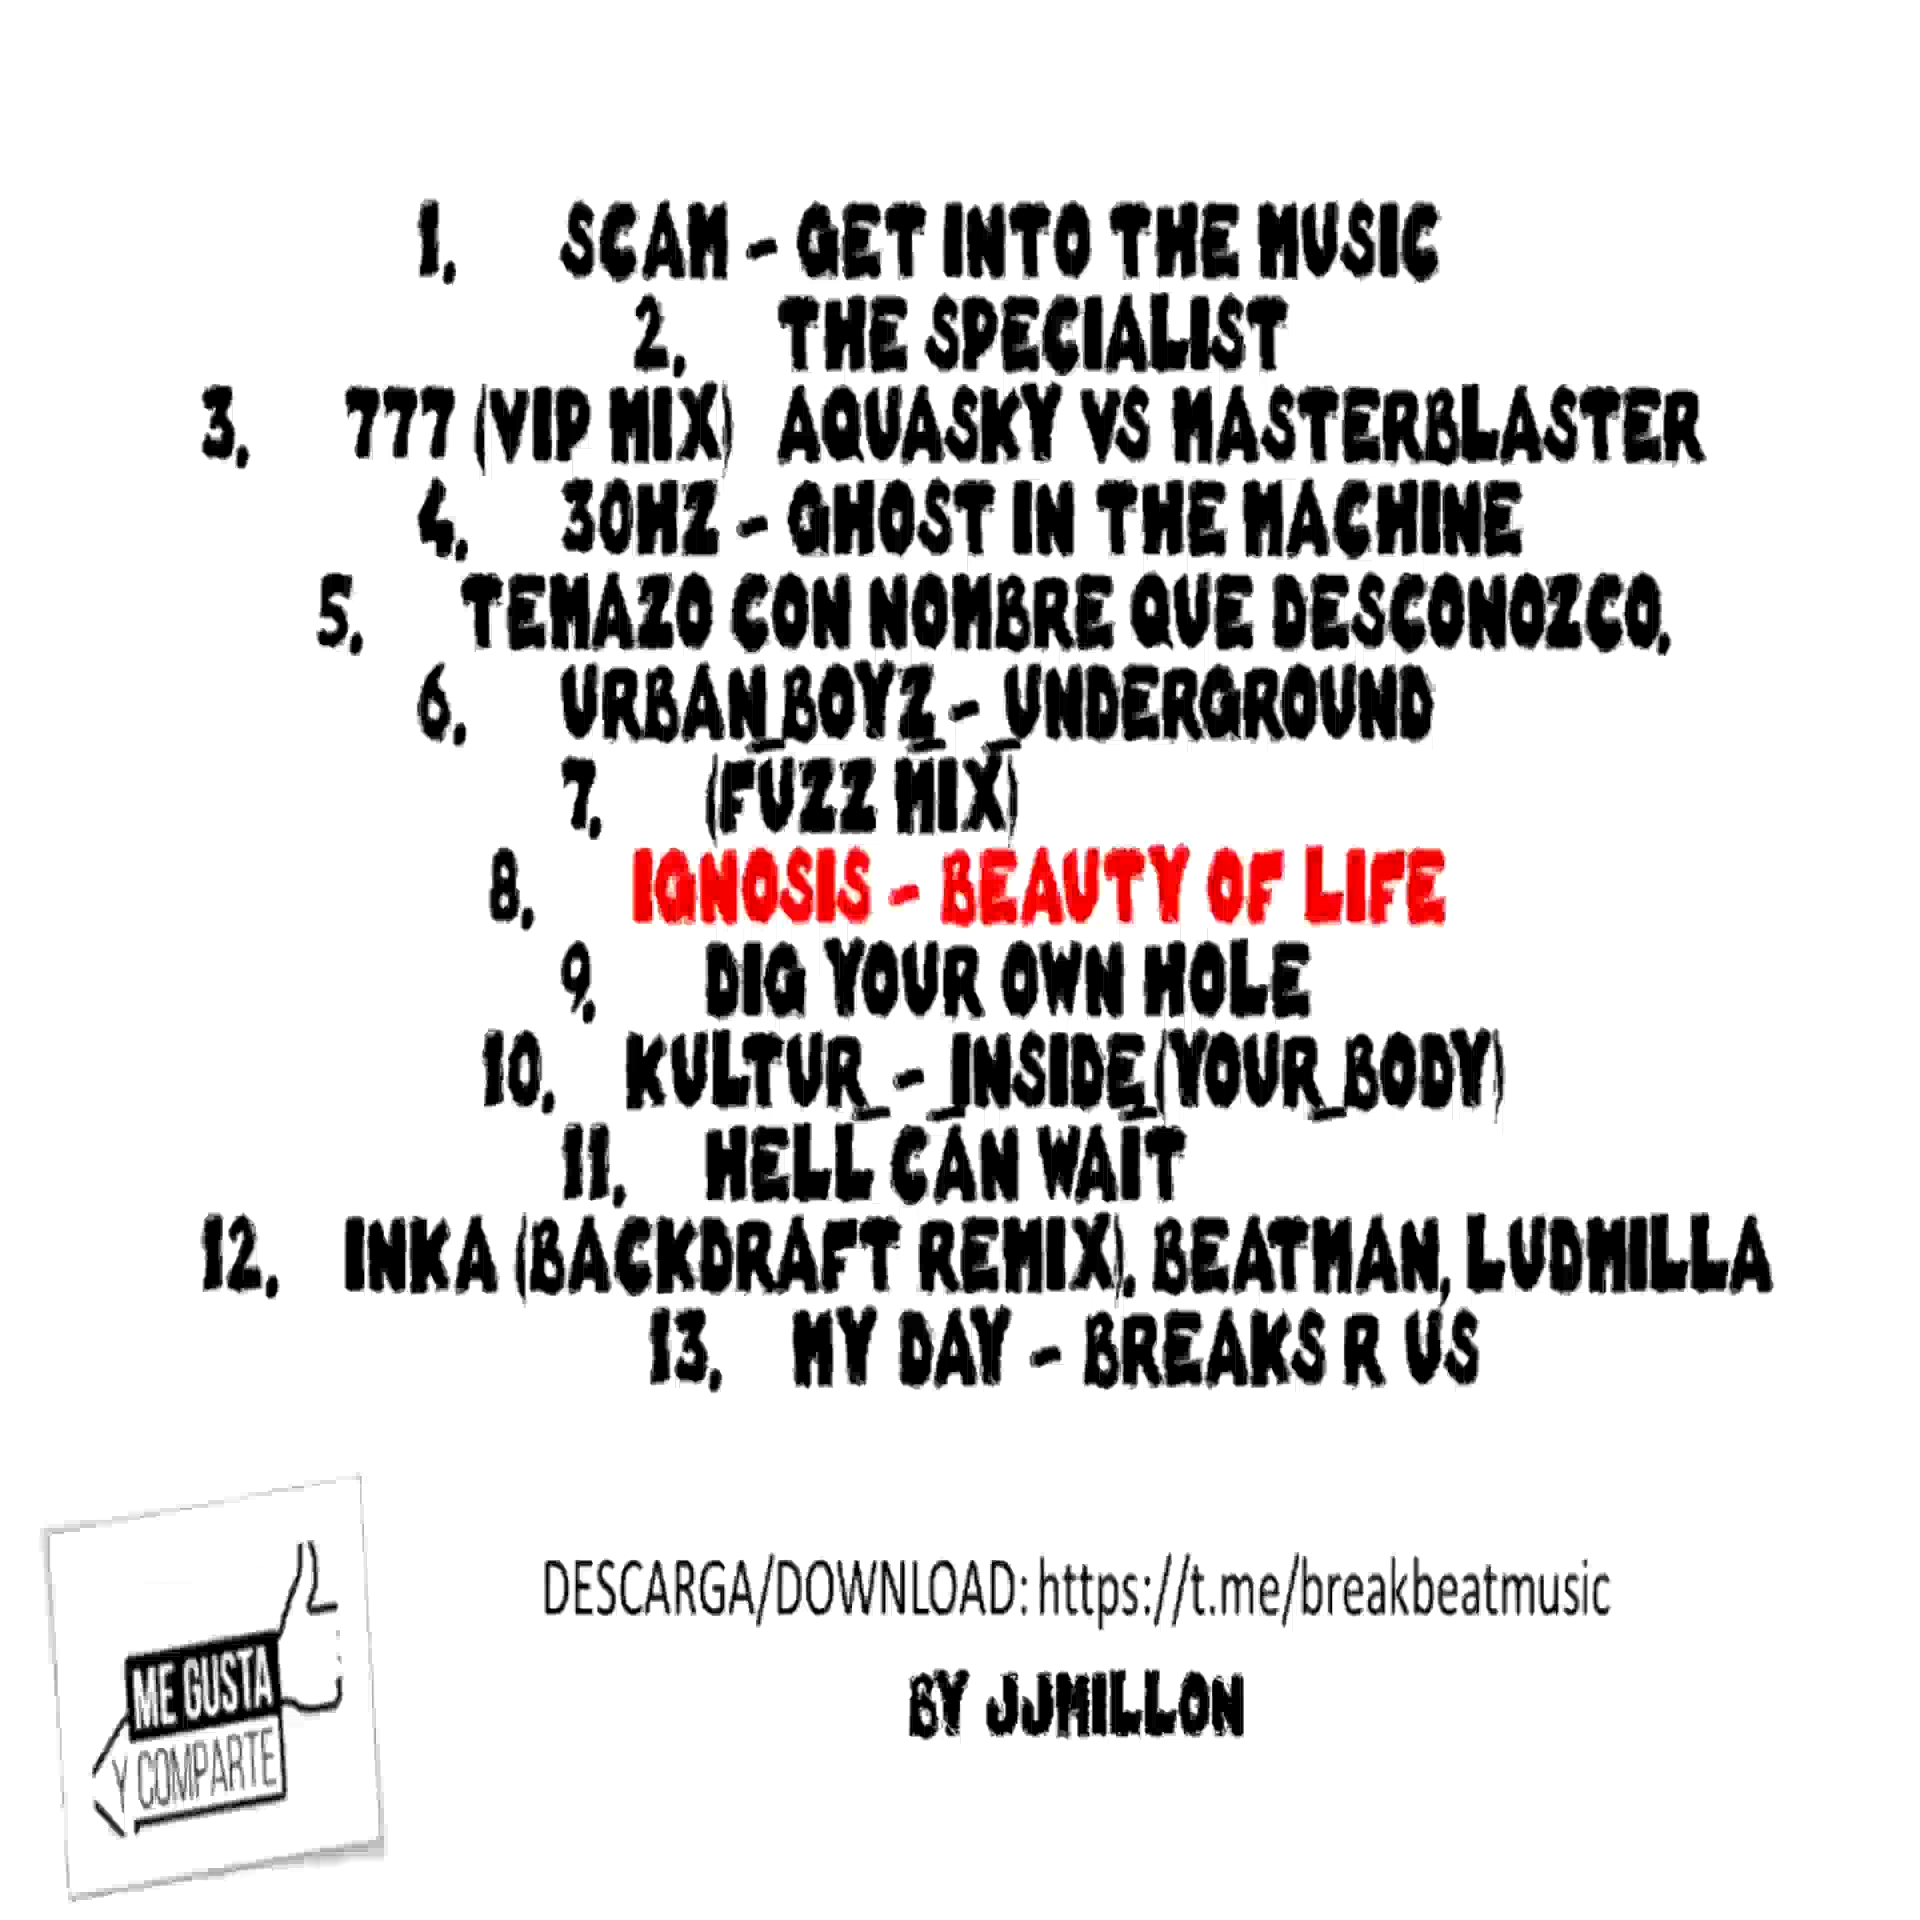 1. SCAM - GET INTO THE MUSIC
2. THE SPECIALIST
3. 777 (VIP MIX) AQUASKY VS MASTERBLASTER
4. 30HZ - GHOST IN THE MACHINE
5. TEMAZO CON NOMBRE QUE DESCONOZCO.
6. URBAN_BOYZ_-_UNDERGROUND
7. (FUZZ MIX)
8. IGNOSIS - BEAUTY OF LIFE
9. DIG YOUR OWN HOLE
10. KULTUR_-_INSIDE_(YOUR_BODY)
11. HELL CAN WAIT
12. INKA (BACKDRAFT REMIX). BEATMAN, LUDMILLA
13. MY DAY - BREAKS R US
DESCARGA/DOWNLOAD: https://t.me/breakbeatmusic
BY JJMILLON
ME GUSTA
Y COMPARTE